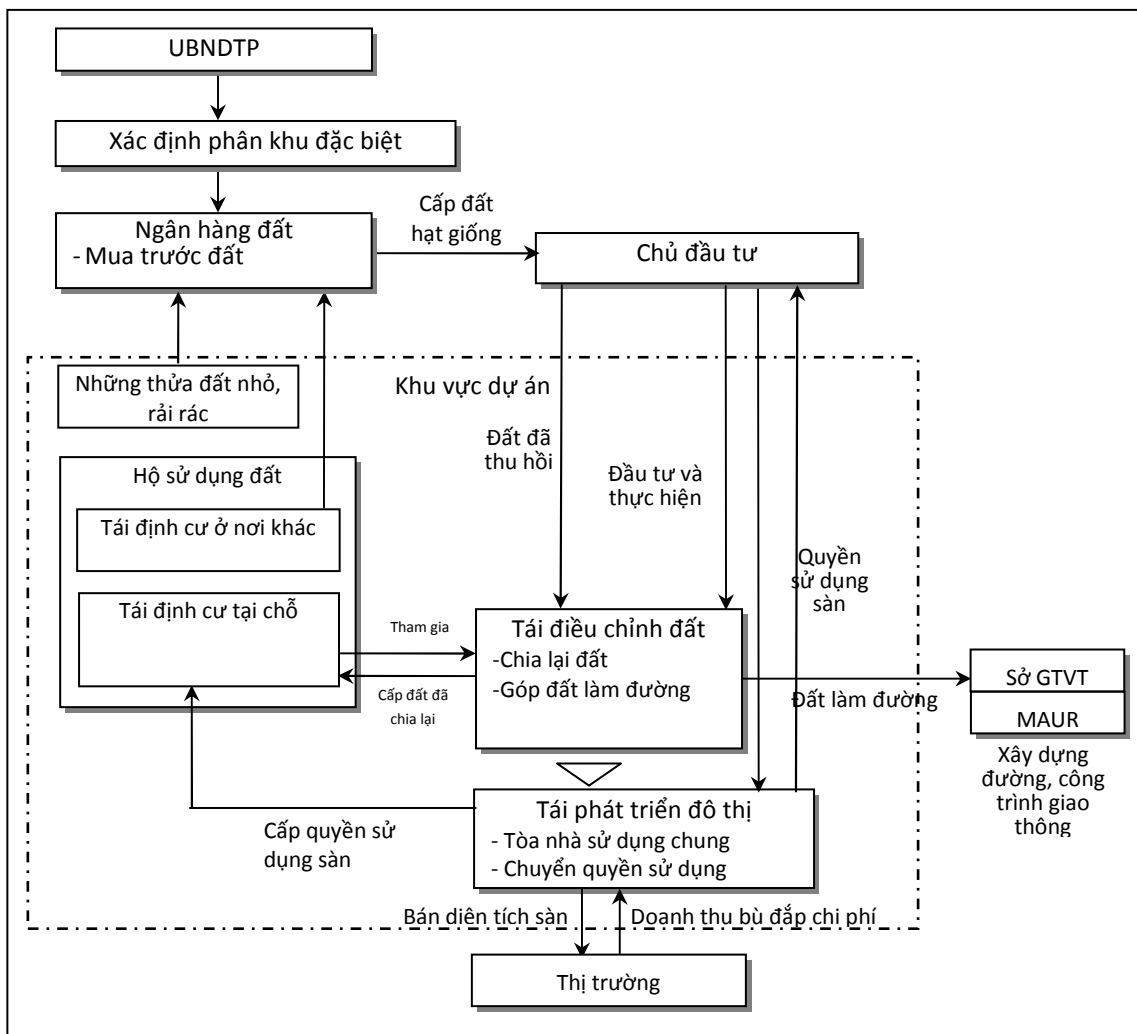 UBNDTP
Xác định phân khu đặc biệt
Ngân hàng đất
- Mua trước đất
Cấp đất
hạt giống
Chủ đầu tư
Những thửa đất nhỏ,
rải rác
Khu vực dự án
Đất đã
thu hồi
Đầu tư và
thực hiện
Hộ sử dụng đất
Tái định cư ở nơi khác
Tái định cư tại chỗ
Quyền
sử dụng
sàn
Tham gia
Cấp đất đã
chia lại
Tái điều chỉnh đất
-Chia lại đất
-Góp đất làm đường
Đất làm đường
Sở GTVT
MAUR
Xây dựng
đường, công
trình giao
thông
Cấp quyền sử
dụng sàn
Tái phát triển đô thị
- Tòa nhà sử dụng chung
- Chuyển quyền sử dụng
Bán diên tích sàn
Doanh thu bù đắp chi phí
Thị trường